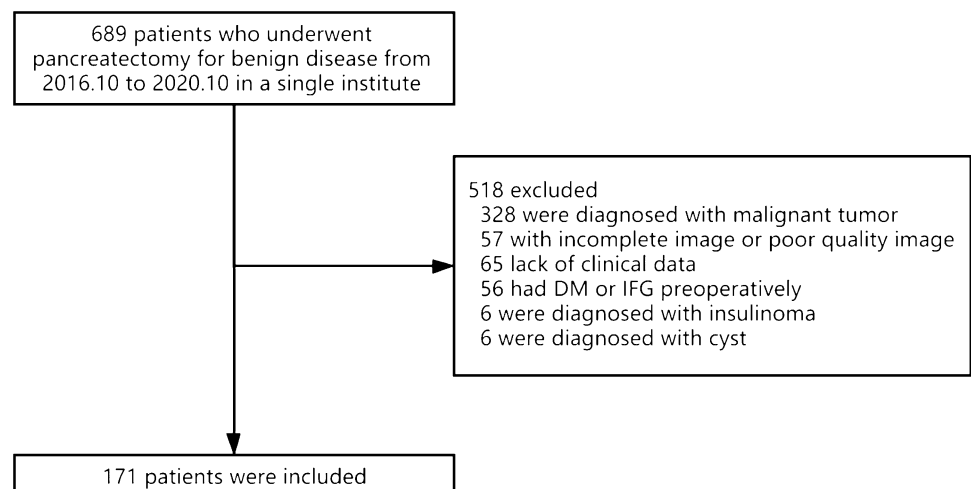 689 patients who underwent
pancreatectomy for benign disease from
2016.10 to 2020.10 in a single institute
518 excluded
328 were diagnosed with malignant tumor
57 with incomplete image or poor quality image
65 lack of clinical data
56 had DM or IFG preoperatively
6 were diagnosed with insulinoma
6 were diagnosed with cyst
171 patients were included